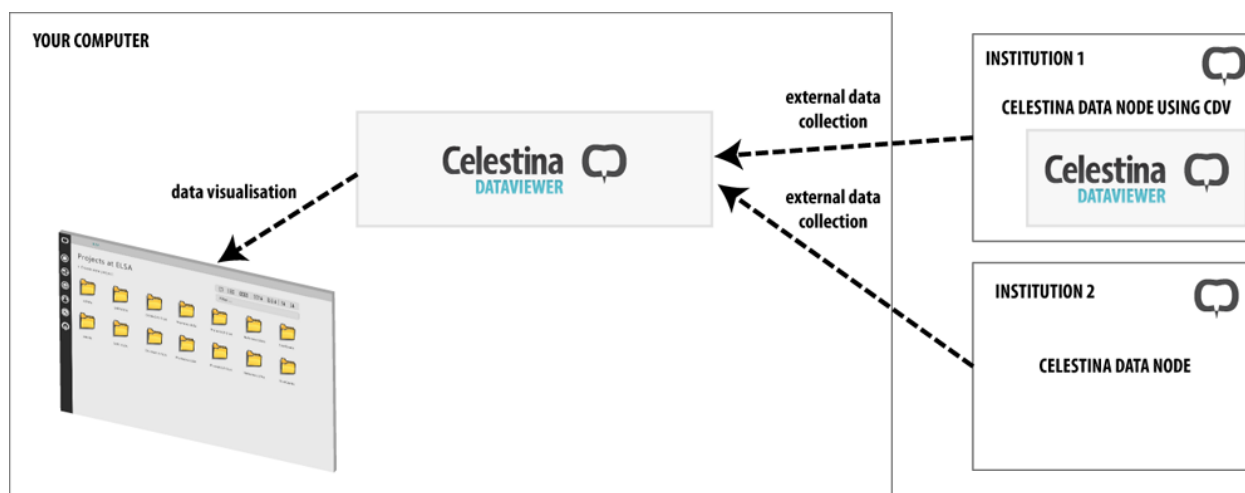 YOUR COMPUTER
data visualisation
Projects at ELSA
Celestina
DATAVIEWER
external data
collection
external data
collection
INSTITUTION 1
CELESTINA DATA NODE USING CDV
Celestina
DATAVIEWER
INSTITUTION 2
CELESTINA DATA NODE